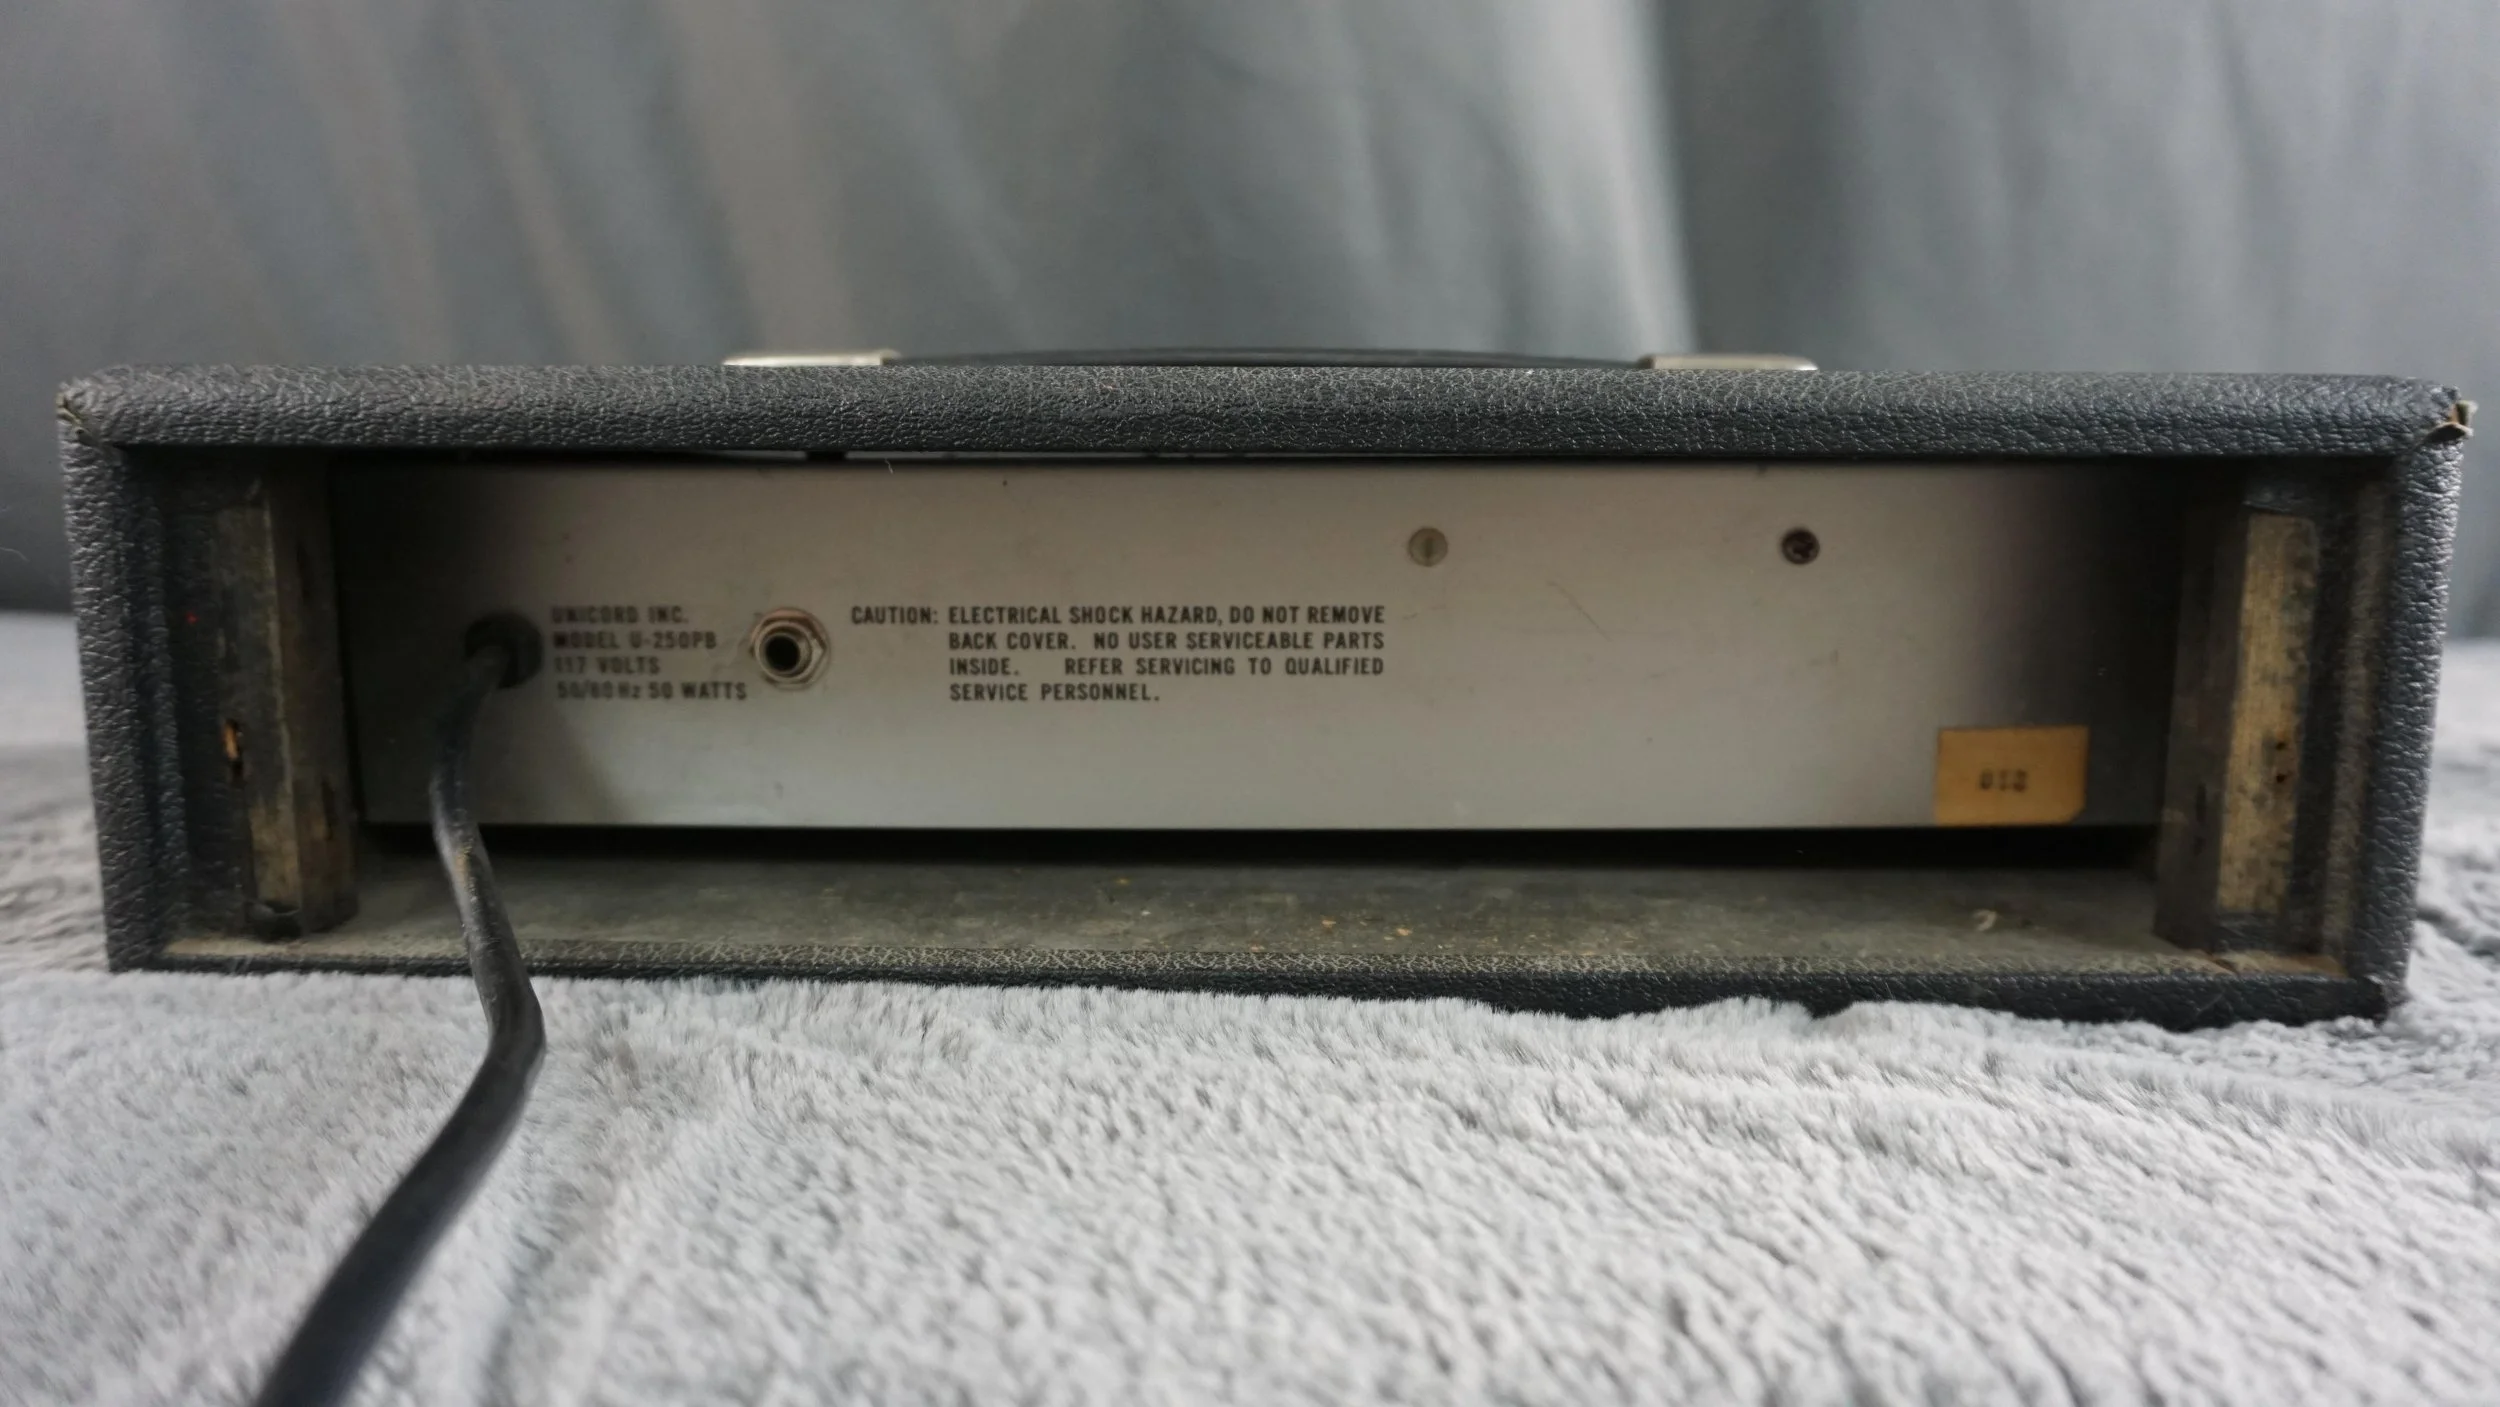 UNICORD INC.
MODEL U-250PB
117 VOLTS
50/60Hz 50 WATTS
CAUTION: ELECTRICAL SHOCK HAZARD, DO NOT REMOVE
BACK COVER. NO USER SERVICEABLE PARTS
INSIDE. REFER SERVICING TO QUALIFIED
SERVICE PERSONNEL.